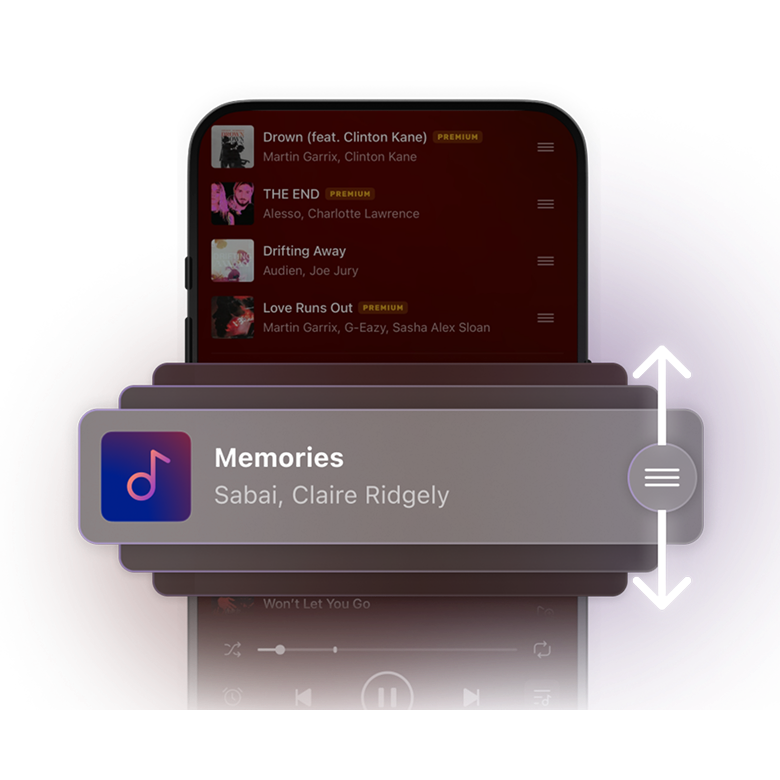 Drown (feat. Clinton Kane) PREMIUM
Martin Garrix, Clinton Kane
THE END PREMIUM
Alesso, Charlotte Lawrence
Drifting Away
Audien, Joe Jury
Love Runs Out PREMIUM
Martin Garrix, G-Eazy, Sasha Alex Sloan
Memories
Sabai, Claire Ridgely
Won't Let You Go